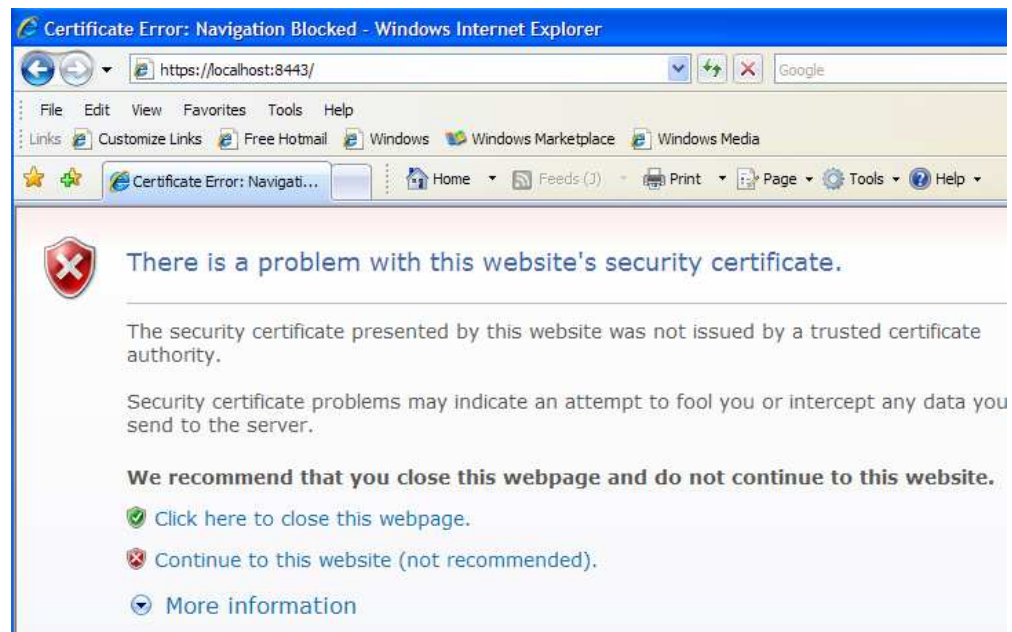 Certificate Error: Navigation Blocked - Windows Internet Explorer
https://localhost:8443/
Google
File Edit View Favorites Tools Help
Links Customize Links Free Hotmail Windows Windows Marketplace Windows Media
Certificate Error: Navigati... Home Feeds (J) Print Page Tools Help
There is a problem with this website's security certificate.
The security certificate presented by this website was not issued by a trusted certificate
authority.
Security certificate problems may indicate an attempt to fool you or intercept any data you
send to the server.
We recommend that you close this webpage and do not continue to this website.
Click here to close this webpage.
Continue to this website (not recommended).
More information